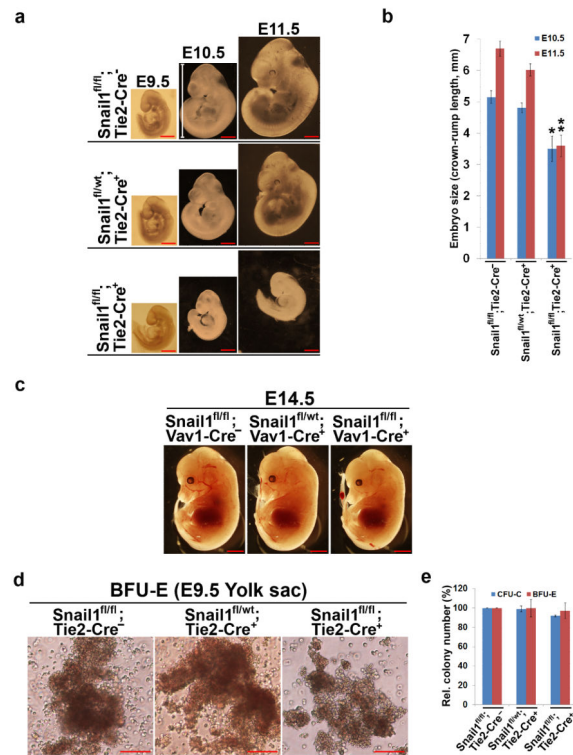 a
E9.5 E10.5 E11.5
Snail1fl/fl;
Tie2-Cre−
Snail1fl/wt;
Tie2-Cre+
Snail1fl/fl;
Tie2-Cre+
b
E10.5
E11.5
Embryo size (crown-rump length, mm)
7
6
5
4
3
2
1
0
*
**
Snail1fl/fl;Tie2-Cre−
Snail1fl/wt;Tie2-Cre+
Snail1fl/fl;Tie2-Cre+
c
E14.5
Snail1fl/fl; Snail1fl/wt; Snail1fl/fl;
Vav1-Cre− Vav1-Cre+ Vav1-Cre+
d
BFU-E (E9.5 Yolk sac)
Snail1fl/fl; Snail1fl/wt; Snail1fl/fl;
Tie2-Cre− Tie2-Cre+ Tie2-Cre+
e
CFU-C BFU-E
Rel. colony number (%)
120
100
80
60
40
20
0
Snail1fl/fl;
Tie2-Cre−
Snail1fl/wt;
Tie2-Cre+
Snail1fl/fl;
Tie2-Cre+